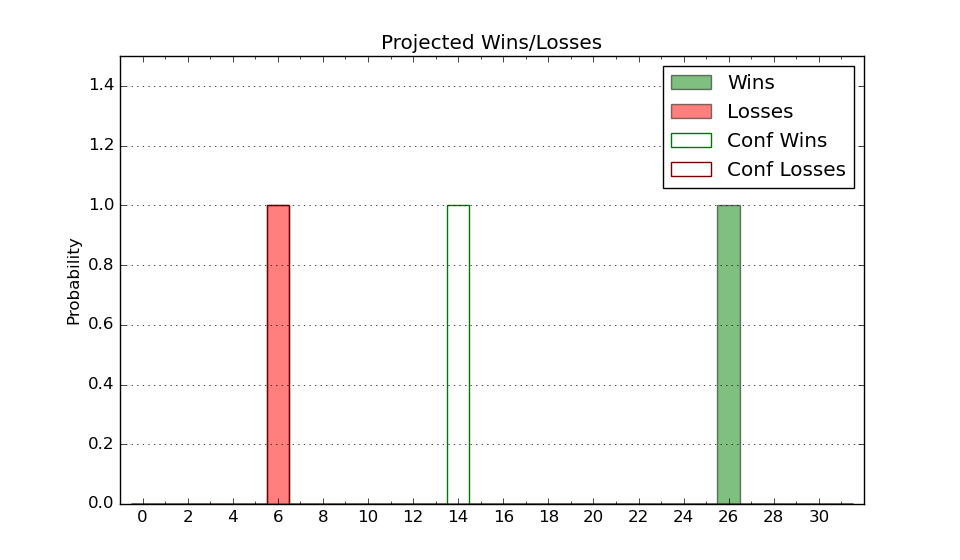 Projected Wins/Losses
Wins
Losses
Conf Wins
Conf Losses
Probability
1.4
1.2
1.0
0.8
0.6
0.4
0.2
0.0
0 2 4 6 8 10 12 14 16 18 20 22 24 26 28 30